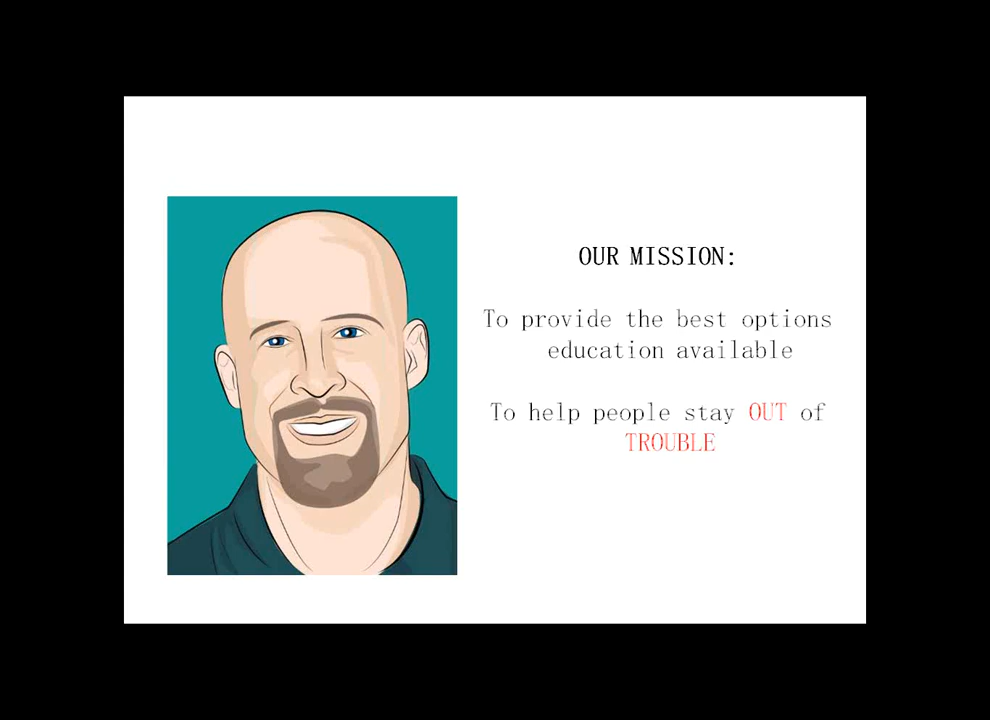 OUR MISSION:
To provide the best options
education available
To help people stay OUT of
TROUBLE